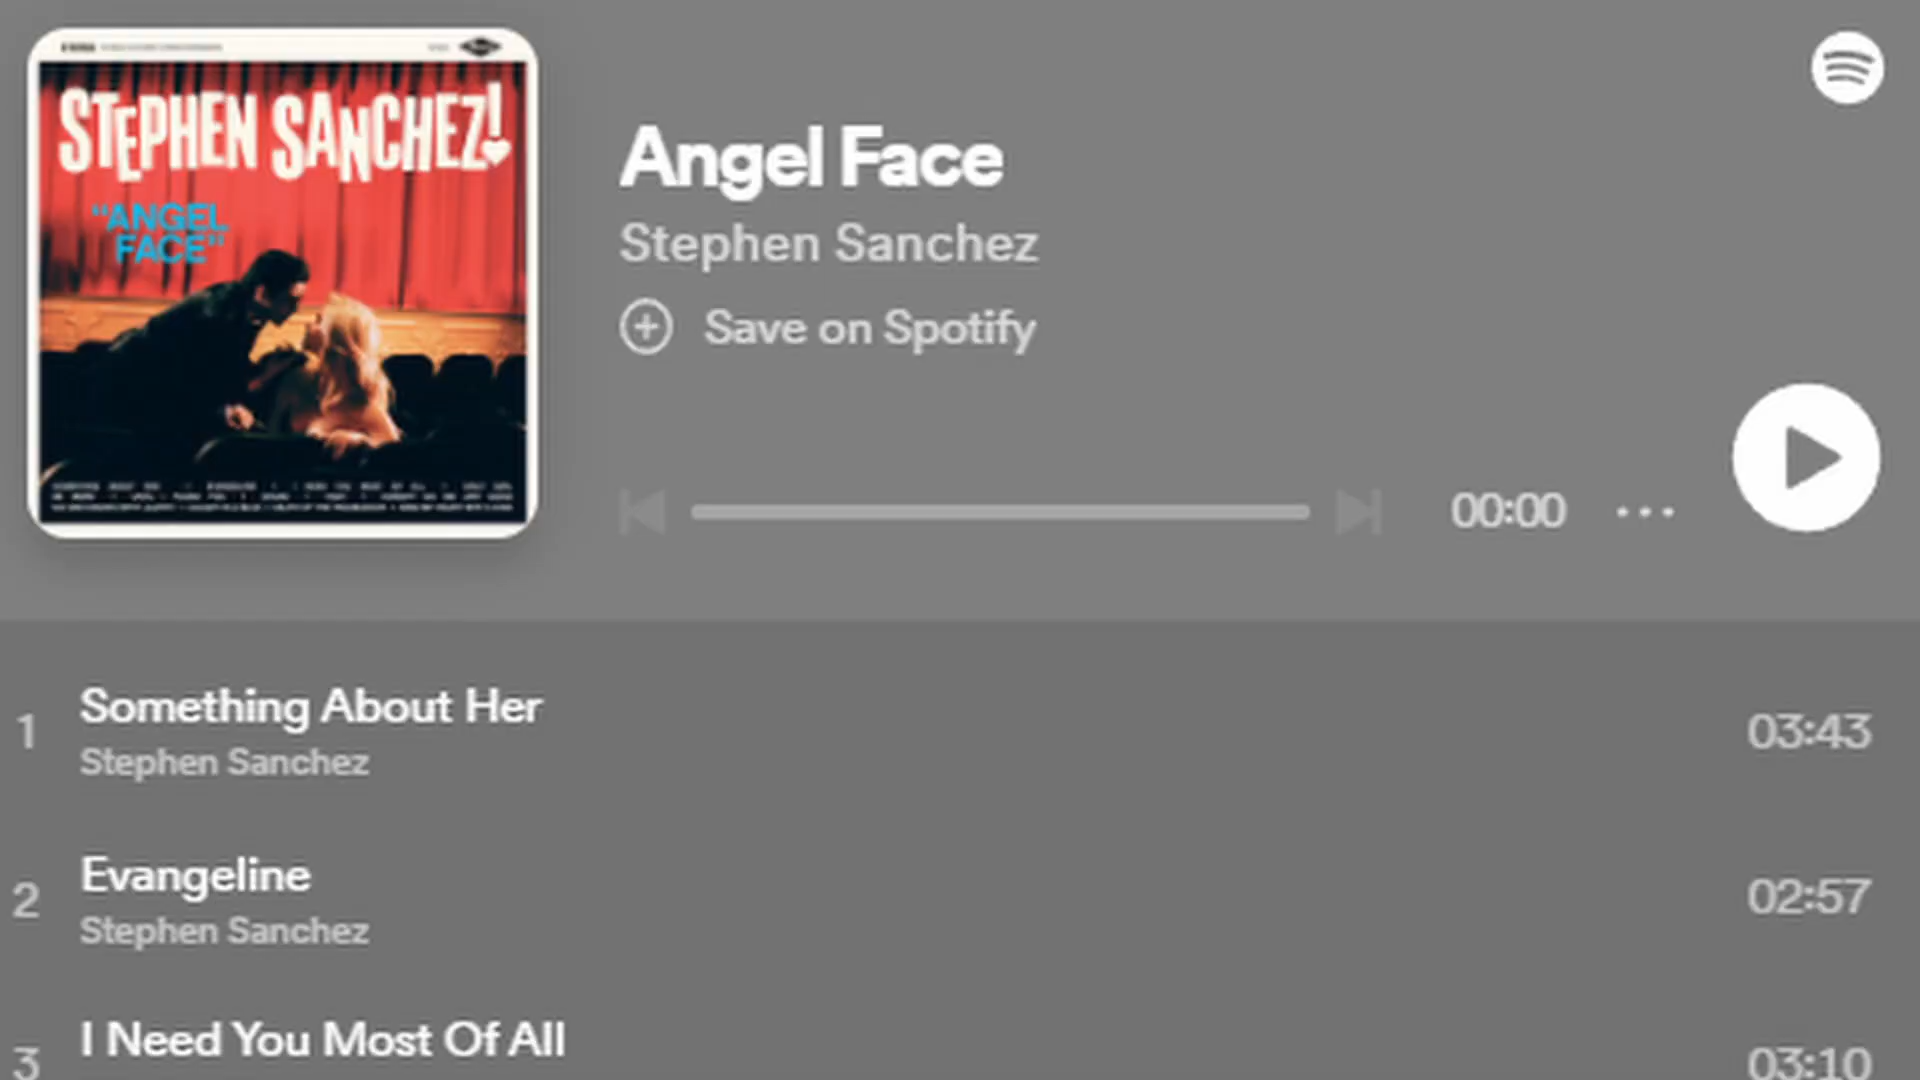 STEPHEN SANCHEZ!
"ANGEL
FACE"
Angel Face
Stephen Sanchez
Save on Spotify
00:00
1
Something About Her
Stephen Sanchez
03:43
2
Evangeline
Stephen Sanchez
02:57
3
I Need You Most Of All
03:10